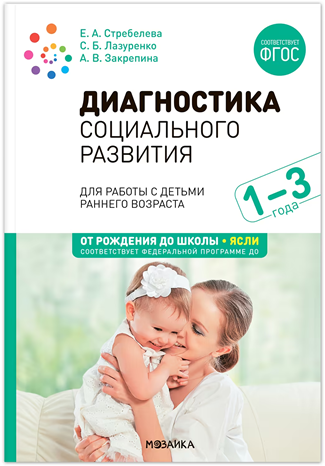 Е. А. Стребелева
С. Б. Лазуренко
А. В. Закрепина
СООТВЕТСТВУЕТ
ФГОС
ДИАГНОСТИКА
СОЦИАЛЬНОГО
РАЗВИТИЯ
ДЛЯ РАБОТЫ С ДЕТЬМИ
РАННЕГО ВОЗРАСТА
1–3
года
ОТ РОЖДЕНИЯ ДО ШКОЛЫ • ЯСЛИ
СООТВЕТСТВУЕТ ФЕДЕРАЛЬНОЙ ПРОГРАММЕ ДО
МОЗАИКА